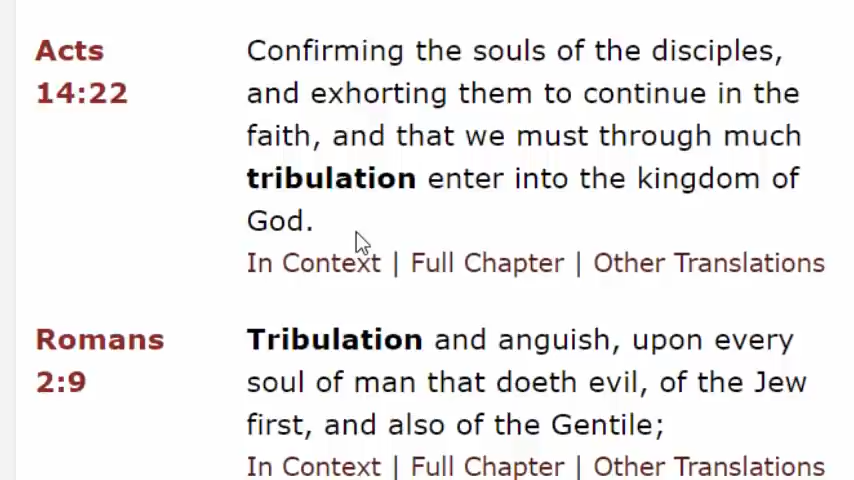 Acts
14:22
Confirming the souls of the disciples,
and exhorting them to continue in the
faith, and that we must through much
tribulation enter into the kingdom of
God.
In Context | Full Chapter | Other Translations
Romans
2:9
Tribulation and anguish, upon every
soul of man that doeth evil, of the Jew
first, and also of the Gentile;
In Context | Full Chapter | Other Translations